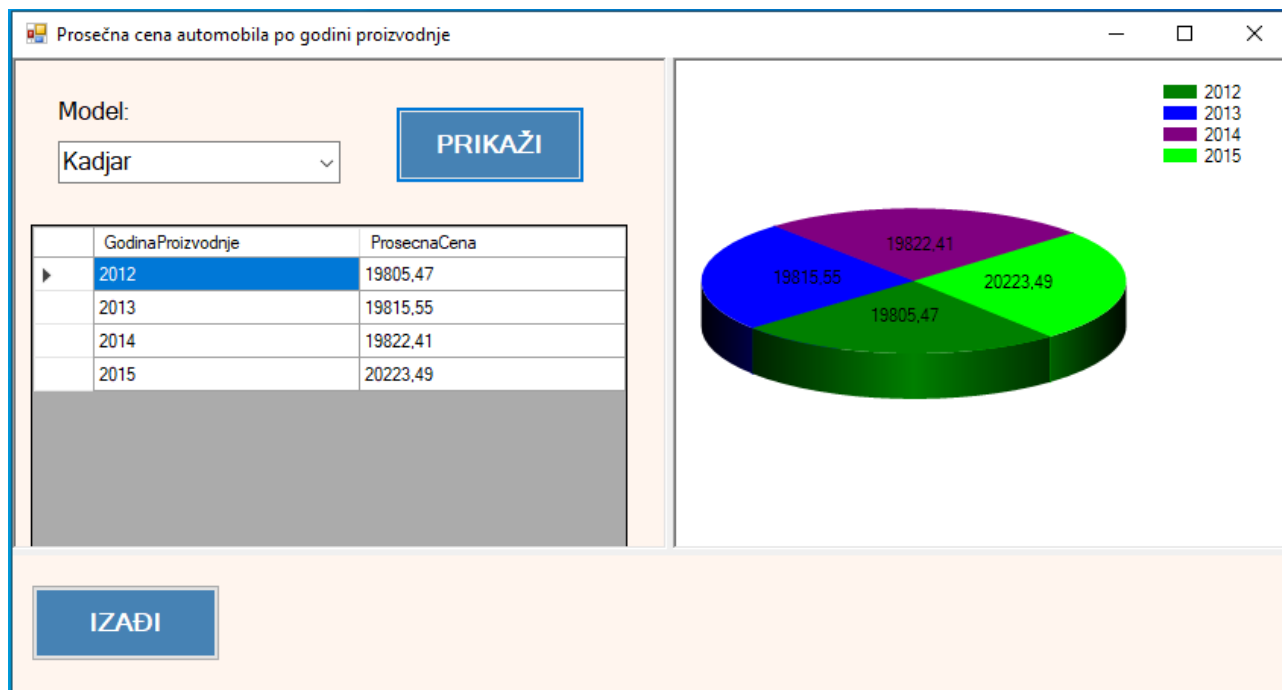 Prosečna cena automobila po godini proizvodnje
Model:
Kadjar
PRIKAŽI
GodinaProizvodnje ProsecnaCena
2012 19805,47
2013 19815,55
2014 19822,41
2015 20223,49
2012
2013
2014
2015
19822,41
19815,55
20223,49
19805,47
IZAĐI